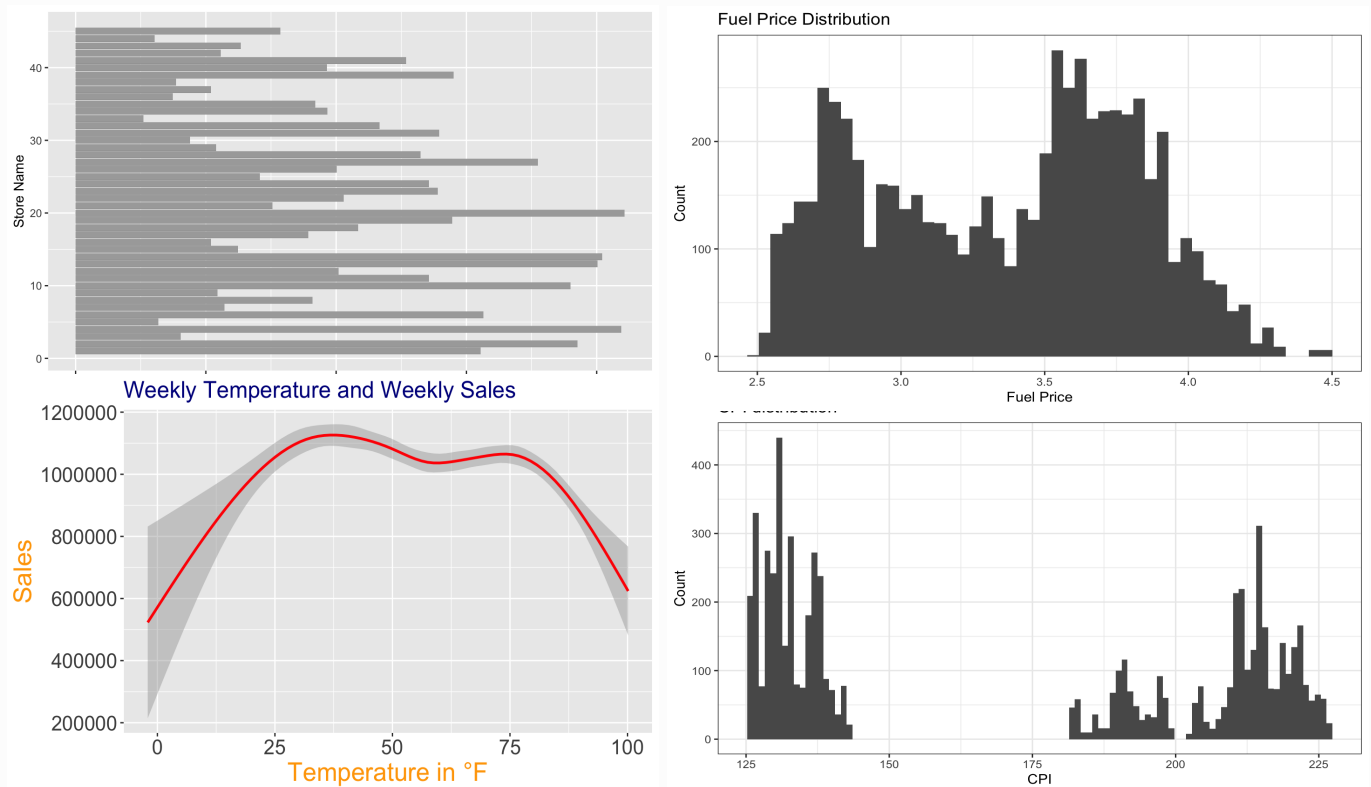 Store Name
40
30
20
10
0
Fuel Price Distribution
Count
200
100
0
2.5 3.0 3.5 4.0 4.5
Fuel Price
Weekly Temperature and Weekly Sales
Sales
1200000
1000000
800000
600000
400000
200000
0 25 50 75 100
Temperature in °F
Count
400
300
200
100
0
125 150 175 200 225
CPI